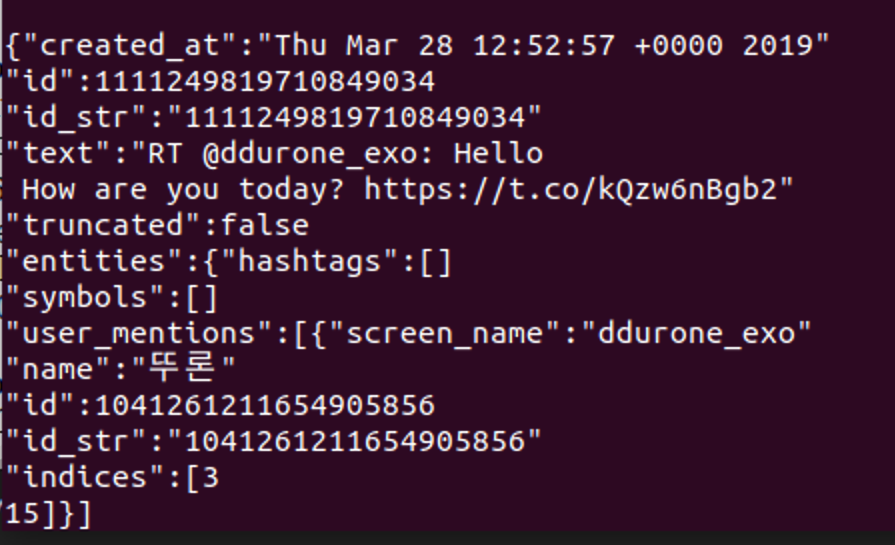 {"created_at":"Thu Mar 28 12:52:57 +0000 2019"
"id":1111249819710849034
"id_str":"1111249819710849034"
"text":"RT @ddurone_exo: Hello
How are you today? https://t.co/kQzw6nBgb2"
"truncated":false
"entities":{"hashtags":[]
"symbols":[]
"user_mentions":[{"screen_name":"ddurone_exo"
"name":"뚜론"
"id":1041261211654905856
"id_str":"1041261211654905856"
"indices":[3
15]}]